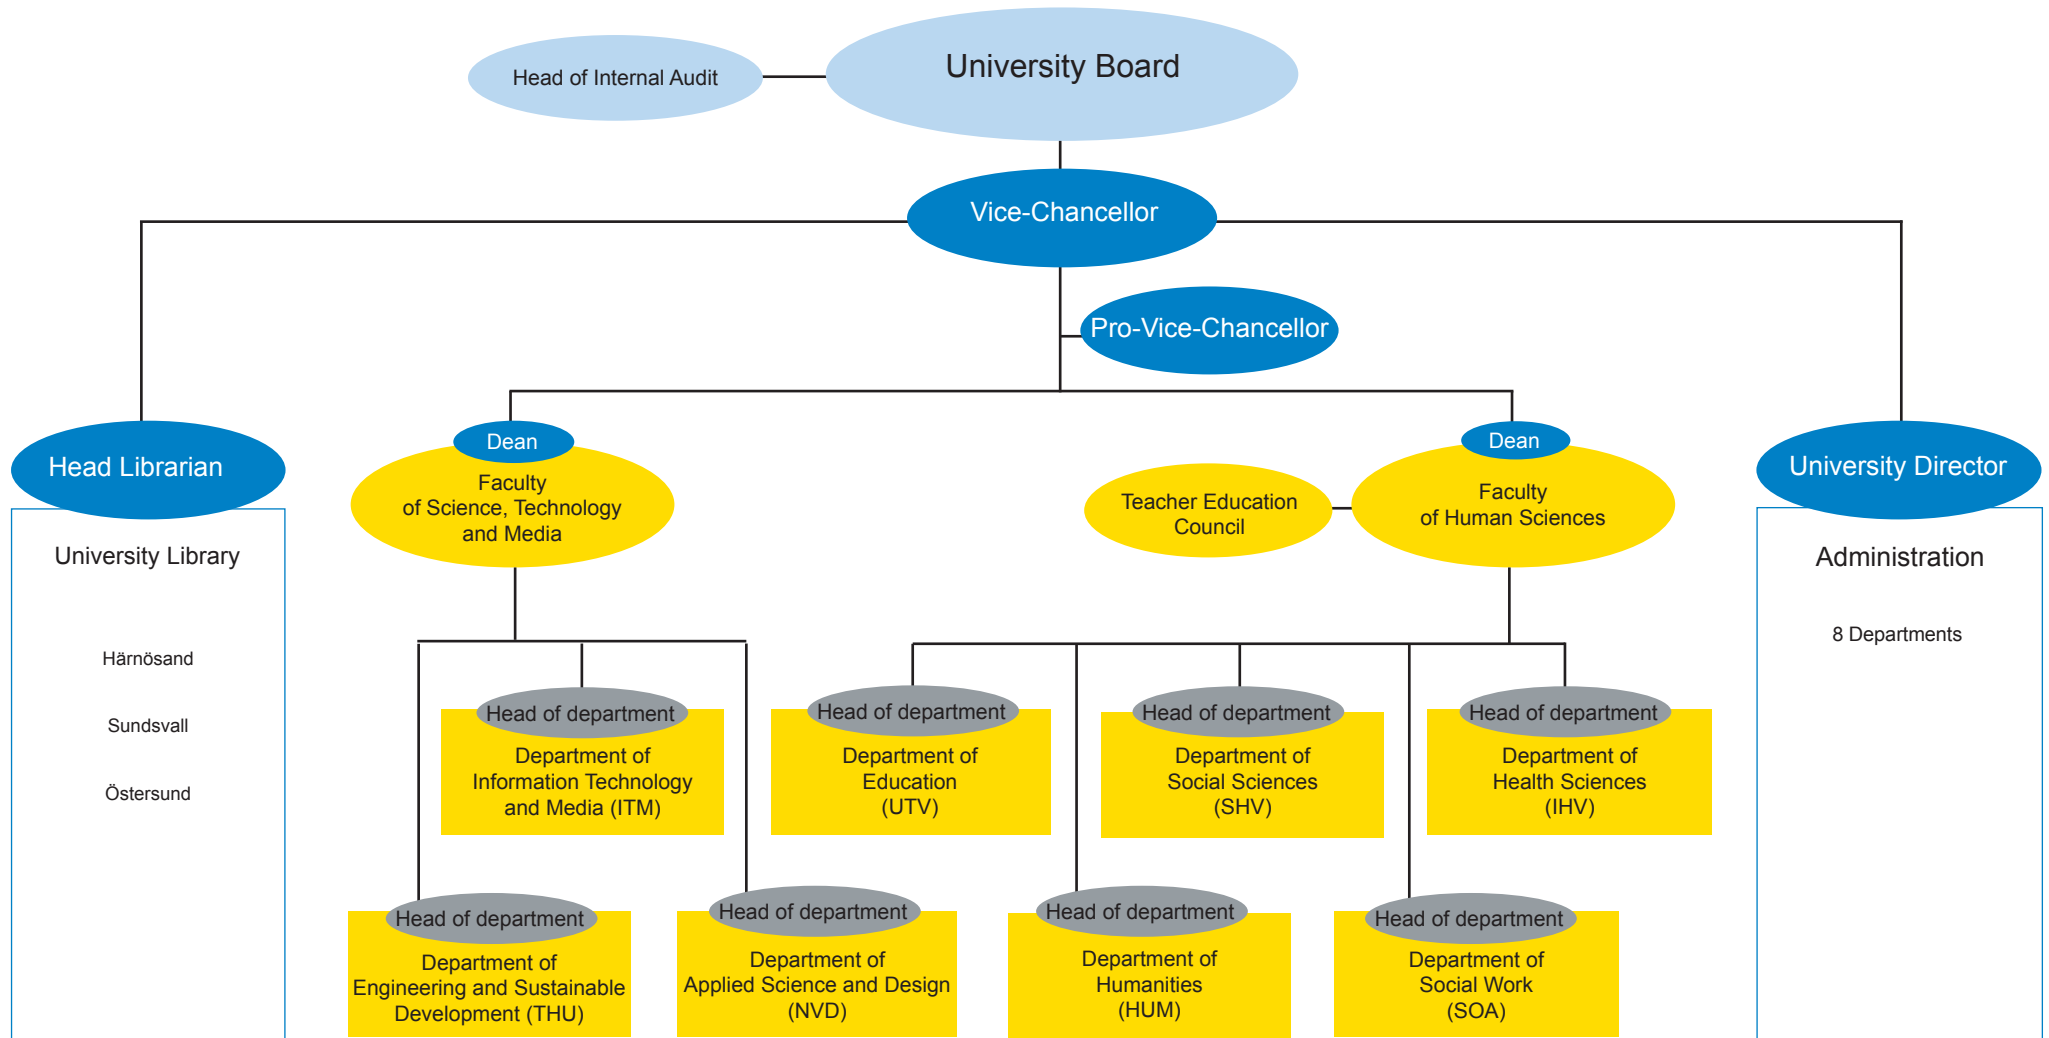 University Board
Head of Internal Audit
Vice-Chancellor
Pro-Vice-Chancellor
Head Librarian
University Library
Härnösand
Sundsvall
Östersund
Dean
Faculty
of Science, Technology
and Media
Teacher Education
Council
Dean
Faculty
of Human Sciences
University Director
Administration
8 Departments
Head of department
Department of
Information Technology
and Media (ITM)
Head of department
Department of
Education
(UTV)
Head of department
Department of
Social Sciences
(SHV)
Head of department
Department of
Health Sciences
(IHV)
Head of department
Department of
Engineering and Sustainable
Development (THU)
Head of department
Department of
Applied Science and Design
(NVD)
Head of department
Department of
Humanities
(HUM)
Head of department
Department of
Social Work
(SOA)